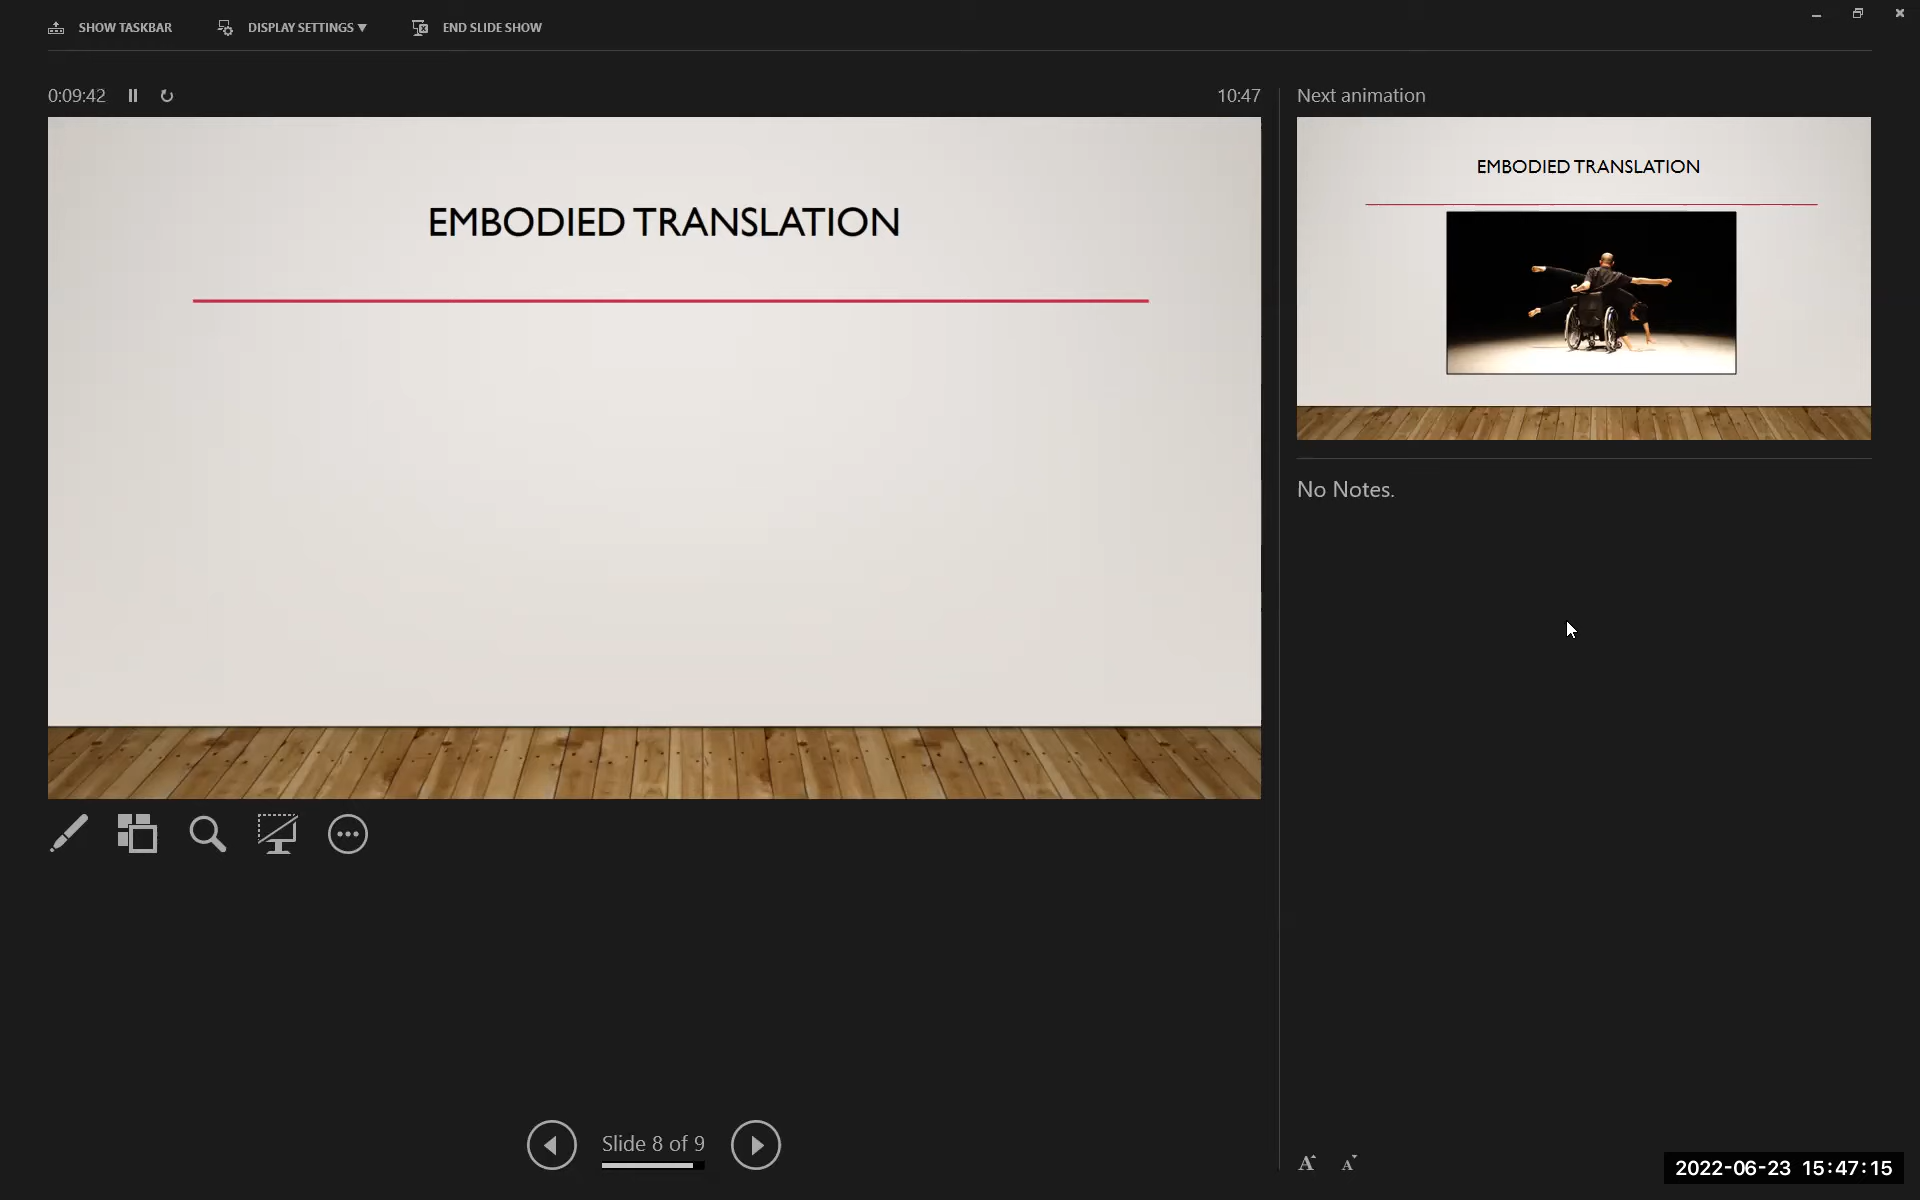 SHOW TASKBAR
DISPLAY SETTINGS ▼
END SLIDE SHOW
0:09:42
10:47
Next animation
EMBODIED TRANSLATION
EMBODIED TRANSLATION
No Notes.
Slide 8 of 9
A A
2022-06-23 15:47:15